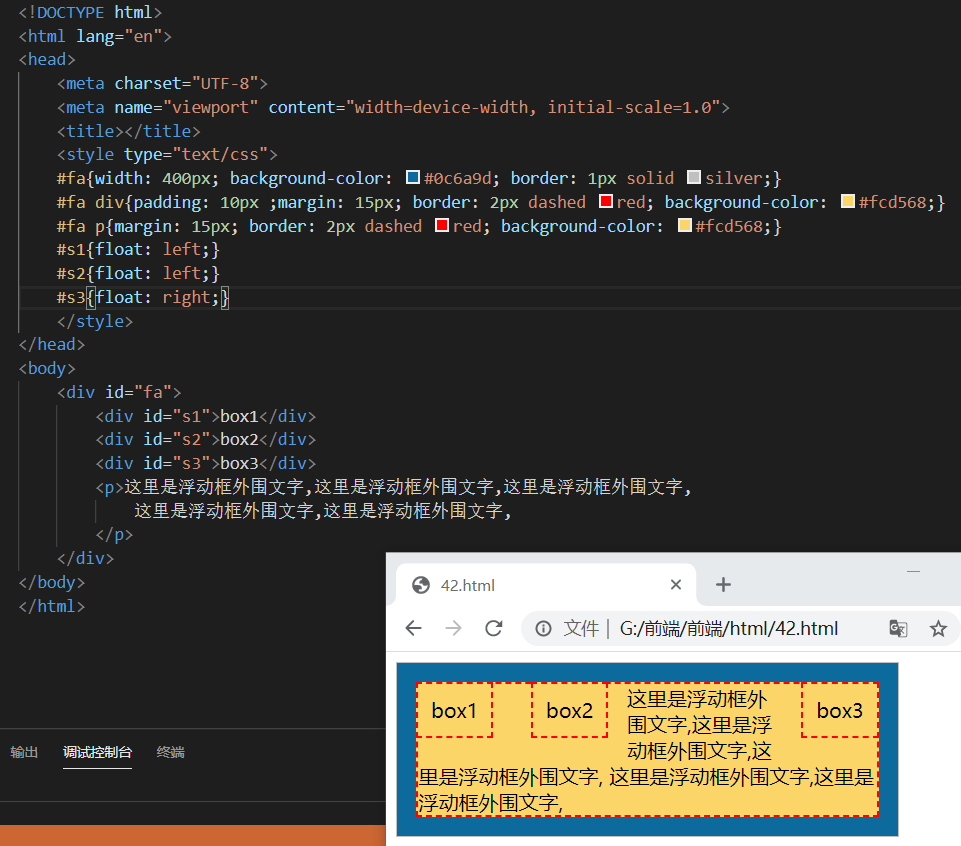 <!DOCTYPE html>
<html lang="en">
<head>
<meta charset="UTF-8">
<meta name="viewport" content="width=device-width, initial-scale=1.0">
<title></title>
<style type="text/css">
#fa{width: 400px; background-color: #0c6a9d; border: 1px solid silver;}
#fa div{padding: 10px ;margin: 15px; border: 2px dashed red; background-color: #fcd568;}
#fa p{margin: 15px; border: 2px dashed red; background-color: #fcd568;}
#s1{float: left;}
#s2{float: left;}
#s3{float: right;}
</style>
</head>
<body>
<div id="fa">
<div id="s1">box1</div>
<div id="s2">box2</div>
<div id="s3">box3</div>
<p>这里是浮动框外围文字,这里是浮动框外围文字,这里是浮动框外围文字,
这里是浮动框外围文字,这里是浮动框外围文字,
</p>
</div>
</body>
</html>
输出 调试控制台 终端
42.html
文件 | G:/前端/前端/html/42.html
box1 box2 这里是浮动框外 box3
围文字,这里是浮
动框外围文字,这
里是浮动框外围文字, 这里是浮动框外围文字,这里是
浮动框外围文字,